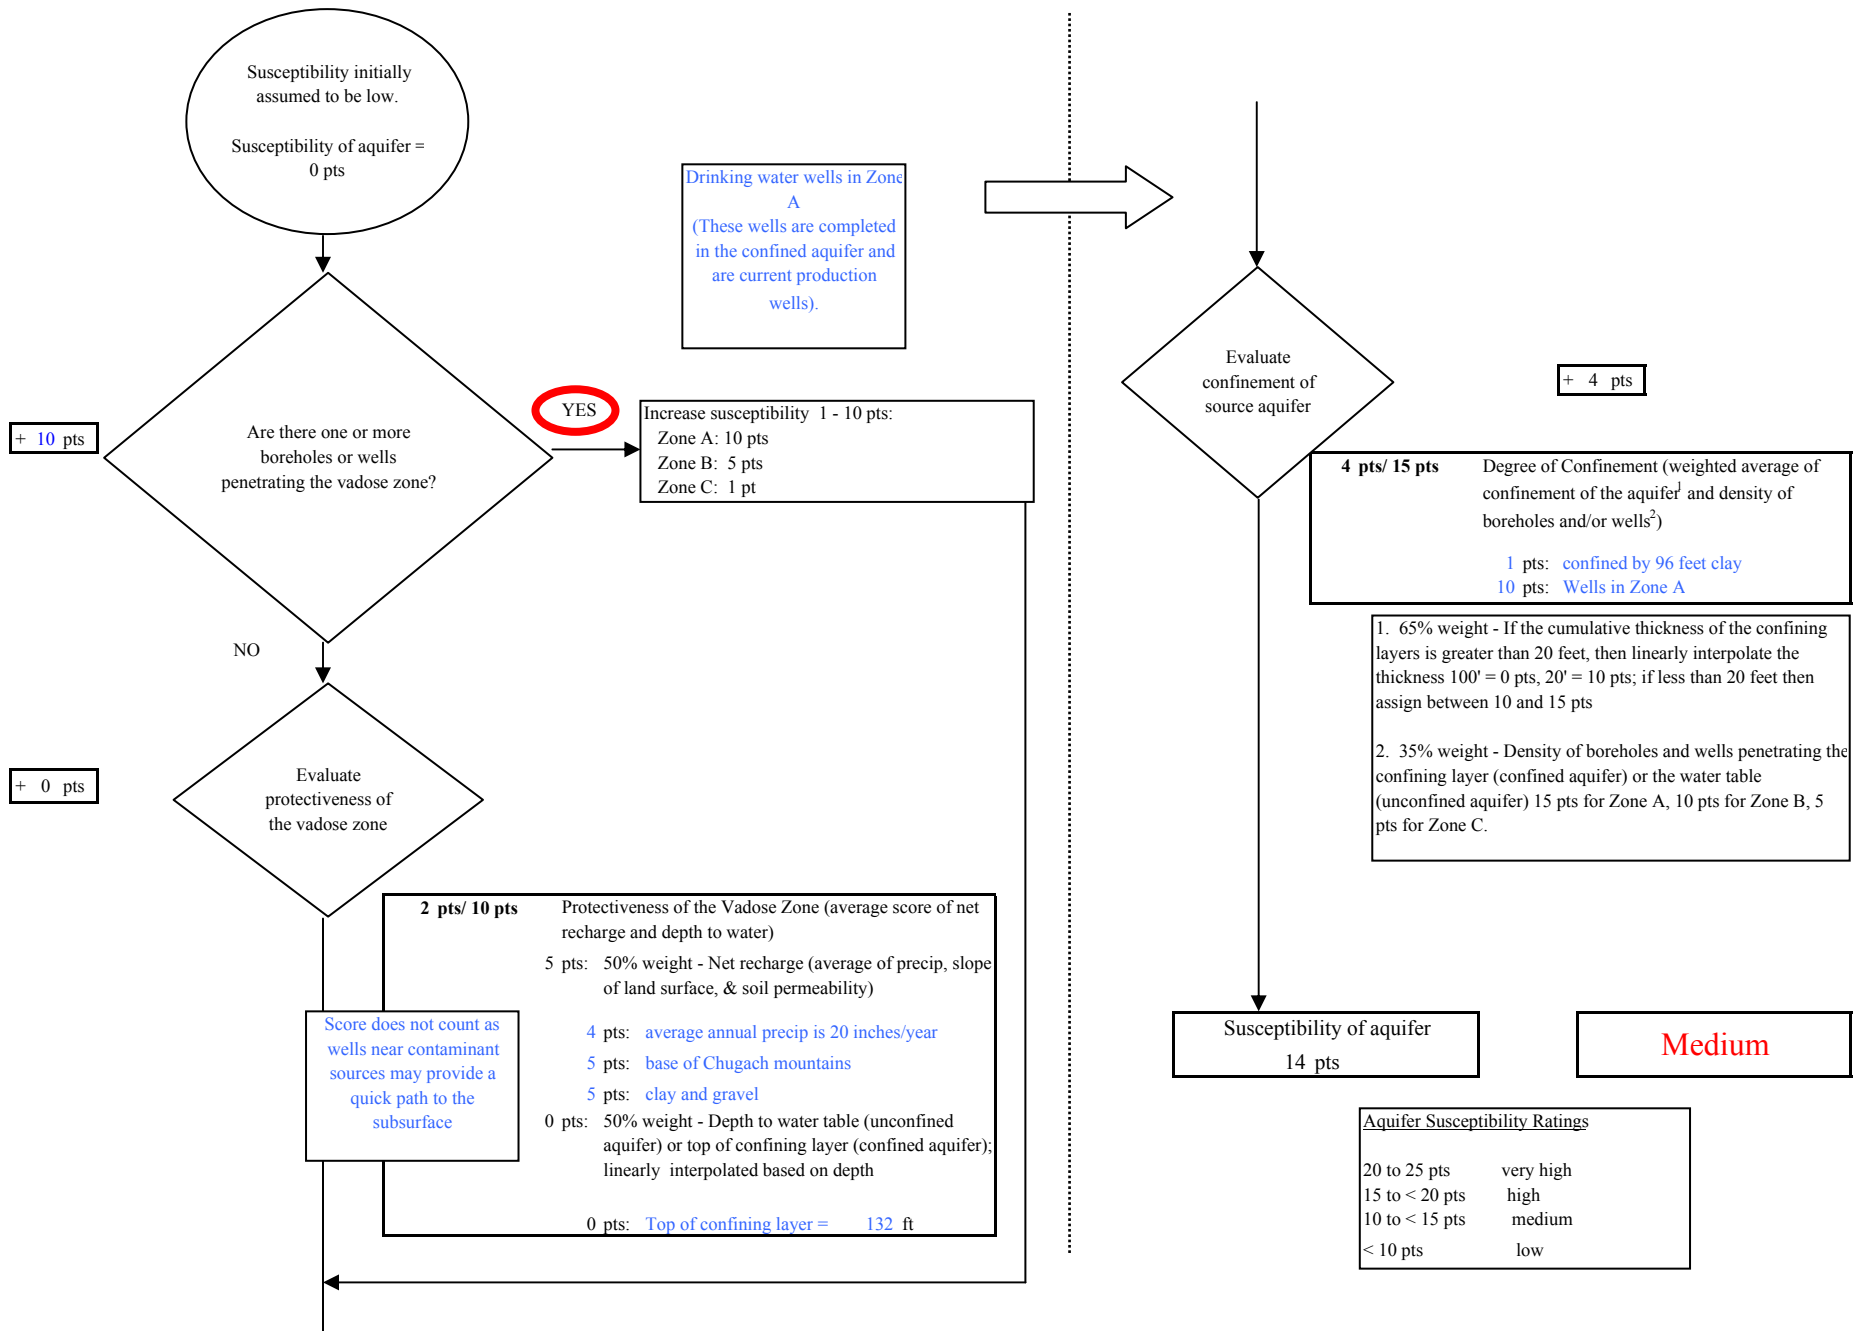 Susceptibility initially
assumed to be low.
Susceptibility of aquifer =
0 pts
Drinking water wells in Zone
A
(These wells are completed
in the confined aquifer and
are current production
wells).
YES
+ 10 pts
Are there one or more
boreholes or wells
penetrating the vadose zone?
Increase susceptibility 1 - 10 pts:
Zone A: 10 pts
Zone B: 5 pts
Zone C: 1 pt
NO
+ 0 pts
Evaluate
protectiveness of
the vadose zone
2 pts/ 10 pts Protectiveness of the Vadose Zone (average score of net
recharge and depth to water)
5 pts: 50% weight - Net recharge (average of precip, slope
of land surface, & soil permeability)
4 pts: average annual precip is 20 inches/year
5 pts: base of Chugach mountains
5 pts: clay and gravel
0 pts: 50% weight - Depth to water table (unconfined
aquifer) or top of confining layer (confined aquifer);
linearly interpolated based on depth
0 pts: Top of confining layer = 132 ft
Score does not count as
wells near contaminant
sources may provide a
quick path to the
subsurface
Evaluate
confinement of
source aquifer
+ 4 pts
4 pts/ 15 pts Degree of Confinement (weighted average of
confinement of the aquifer1 and density of
boreholes and/or wells2)
1 pts: confined by 96 feet clay
10 pts: Wells in Zone A
1. 65% weight - If the cumulative thickness of the confining
layers is greater than 20 feet, then linearly interpolate the
thickness 100' = 0 pts, 20' = 10 pts; if less than 20 feet then
assign between 10 and 15 pts
2. 35% weight - Density of boreholes and wells penetrating the
confining layer (confined aquifer) or the water table
(unconfined aquifer) 15 pts for Zone A, 10 pts for Zone B, 5
pts for Zone C.
Susceptibility of aquifer
14 pts
Medium
Aquifer Susceptibility Ratings
20 to 25 pts very high
15 to < 20 pts high
10 to < 15 pts medium
< 10 pts low